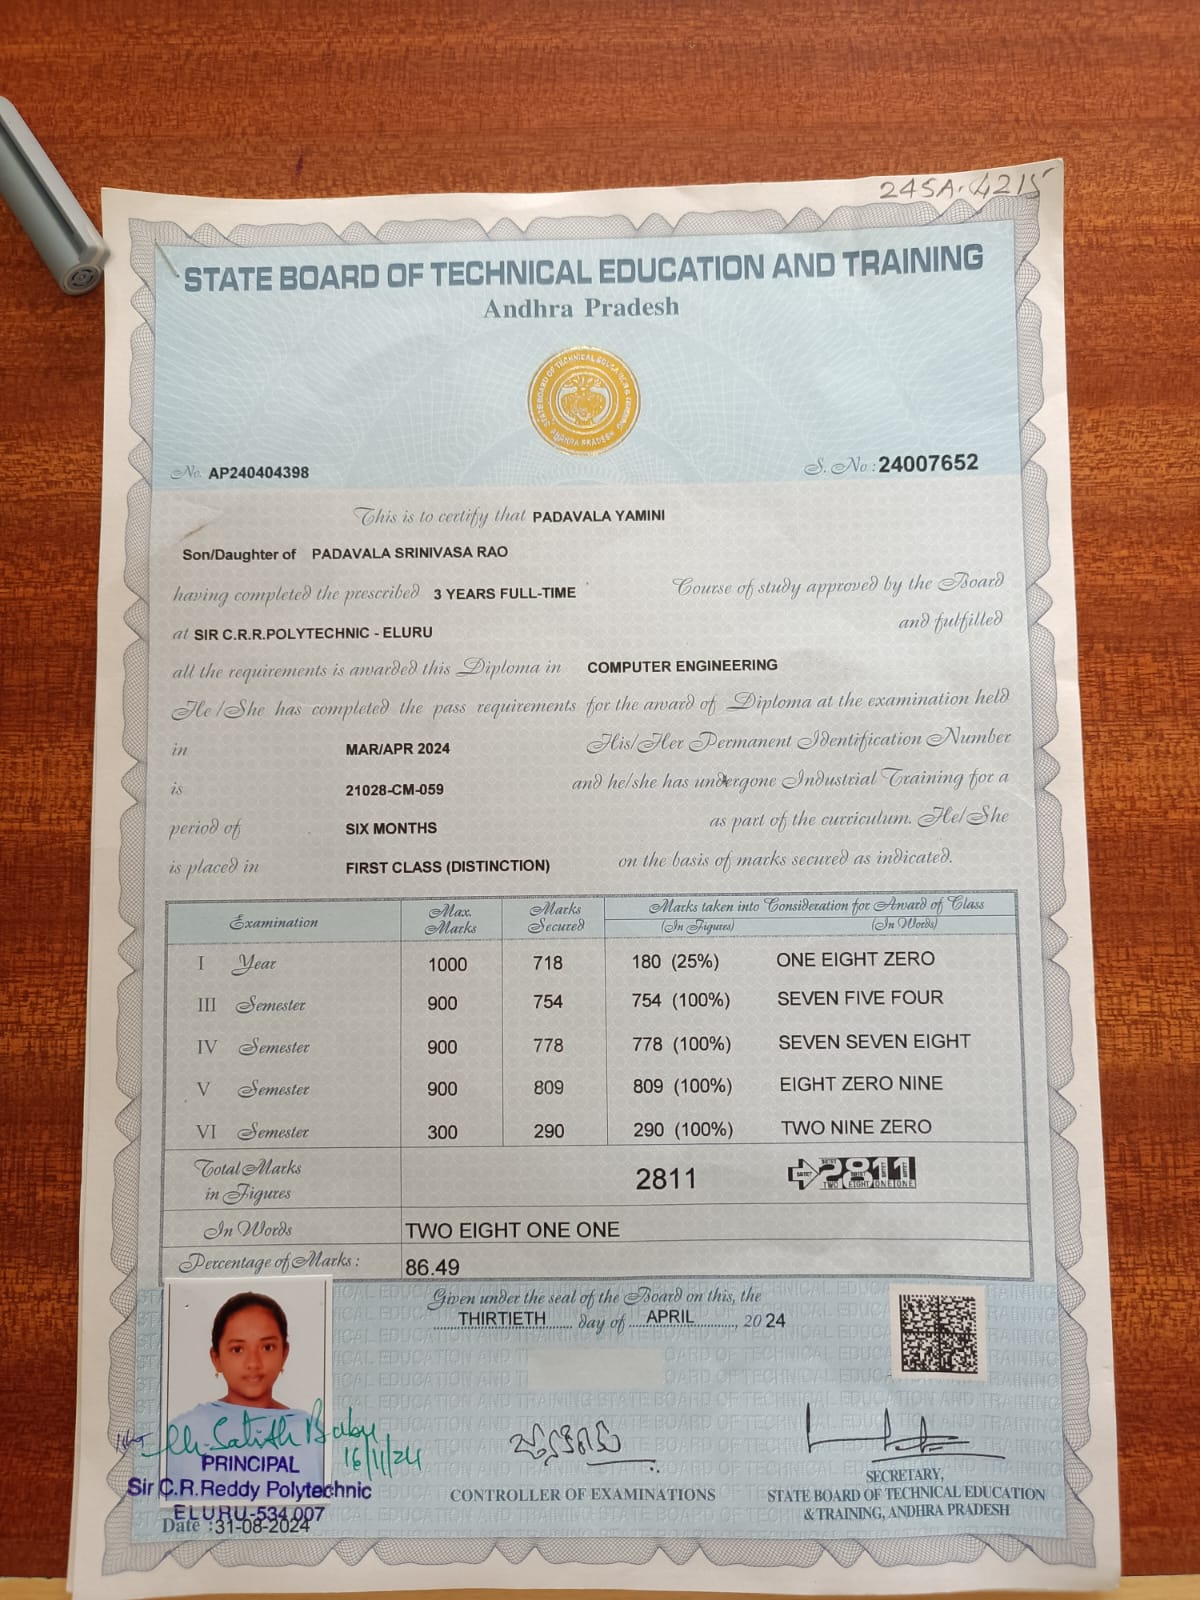 245A.4215
STATE BOARD OF TECHNICAL EDUCATION AND TRAINING
Andhra Pradesh
No. AP240404398
S. No : 24007652
This is to certify that PADAVALA YAMINI
Son/Daughter of PADAVALA SRINIVASA RAO
having completed the prescribed 3 YEARS FULL-TIME Course of study approved by the Board
at SIR C.R.R.POLYTECHNIC - ELURU and fulfilled
all the requirements is awarded this Diploma in COMPUTER ENGINEERING
He/She has completed the pass requirements for the award of Diploma at the examination held
in MAR/APR 2024 His/Her Permanent Identification Number
is 21028-CM-059 and he/she has undergone Industrial Training for a
period of SIX MONTHS as part of the curriculum. He/She
is placed in FIRST CLASS (DISTINCTION) on the basis of marks secured as indicated.
Examination Max. Marks Marks Secured Marks taken into Consideration for Award of Class
(In Figures) (In Words)
I Year 1000 718 180 (25%) ONE EIGHT ZERO
III Semester 900 754 754 (100%) SEVEN FIVE FOUR
IV Semester 900 778 778 (100%) SEVEN SEVEN EIGHT
V Semester 900 809 809 (100%) EIGHT ZERO NINE
VI Semester 300 290 290 (100%) TWO NINE ZERO
Total Marks in Figures 2811 2811
TWO EIGHT ONE ONE
In Words TWO EIGHT ONE ONE
Percentage of Marks : 86.49
Given under the seal of the Board on this, the
THIRTIETH day of APRIL, 2024
16/11/24
PRINCIPAL
Sir C.R.Reddy Polytechnic
ELURU-534 007
Date :31-08-2024
CONTROLLER OF EXAMINATIONS
SECRETARY,
STATE BOARD OF TECHNICAL EDUCATION
& TRAINING, ANDHRA PRADESH